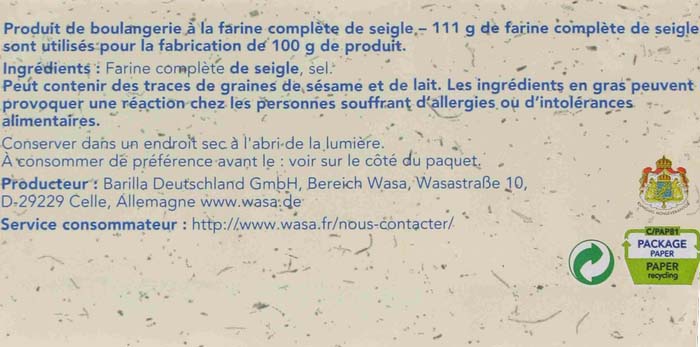 Produit de boulangerie à la farine complète de seigle – 111 g de farine complète de seigle
sont utilisés pour la fabrication de 100 g de produit.
Ingrédients : Farine complète de seigle, sel.
Peut contenir des traces de graines de sésame et de lait. Les ingrédients en gras peuvent
provoquer une réaction chez les personnes souffrant d'allergies ou d'intolérances
alimentaires.
Conserver dans un endroit sec à l'abri de la lumière.
À consommer de préférence avant le : voir sur le côté du paquet.
Producteur : Barilla Deutschland GmbH, Bereich Wasa, Wasastraße 10,
D-29229 Celle, Allemagne www.wasa.de
Service consommateur : http://www.wasa.fr/nous-contacter/
C/PAP81
PACKAGE
PAPER
PAPER
recycling